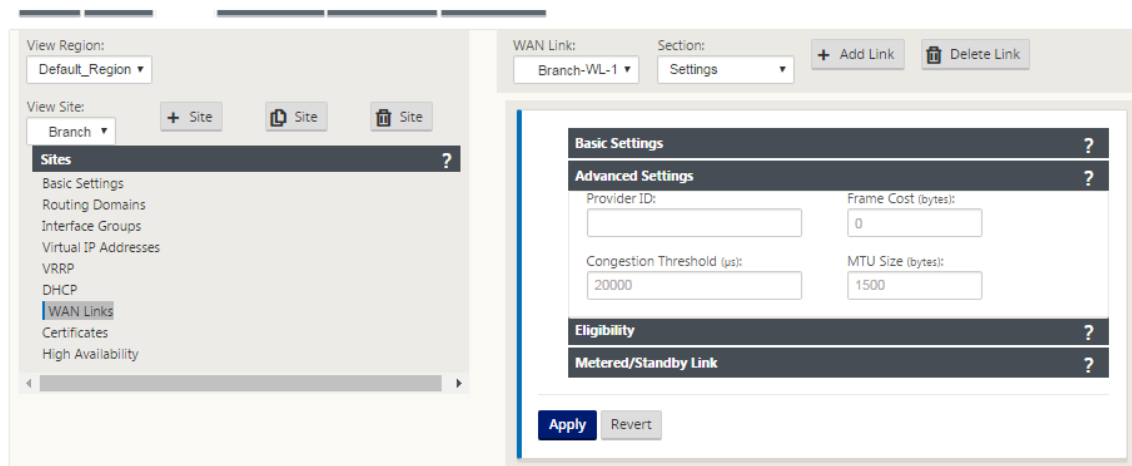 View Region:
Default_Region ▾
View Site:
Branch ▾
+ Site
Site
Site
Sites ?
Basic Settings
Routing Domains
Interface Groups
Virtual IP Addresses
VRRP
DHCP
WAN Links
Certificates
High Availability
WAN Link:
Branch-WL-1 ▾
Section:
Settings ▾
+ Add Link
Delete Link
Basic Settings ?
Advanced Settings ?
Provider ID:
Frame Cost (bytes):
0
Congestion Threshold (µs):
20000
MTU Size (bytes):
1500
Eligibility ?
Metered/Standby Link ?
Apply
Revert